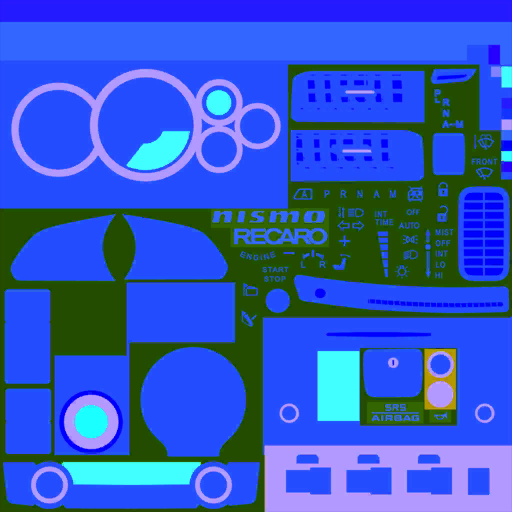 P
R
N
A-M
FRONT
P R N A M
nismo
RECARO
INT
TIME
OFF
AUTO
MIST
OFF
INT
LO
HI
ENGINE
START
STOP
L R
SRS
AIRBAG